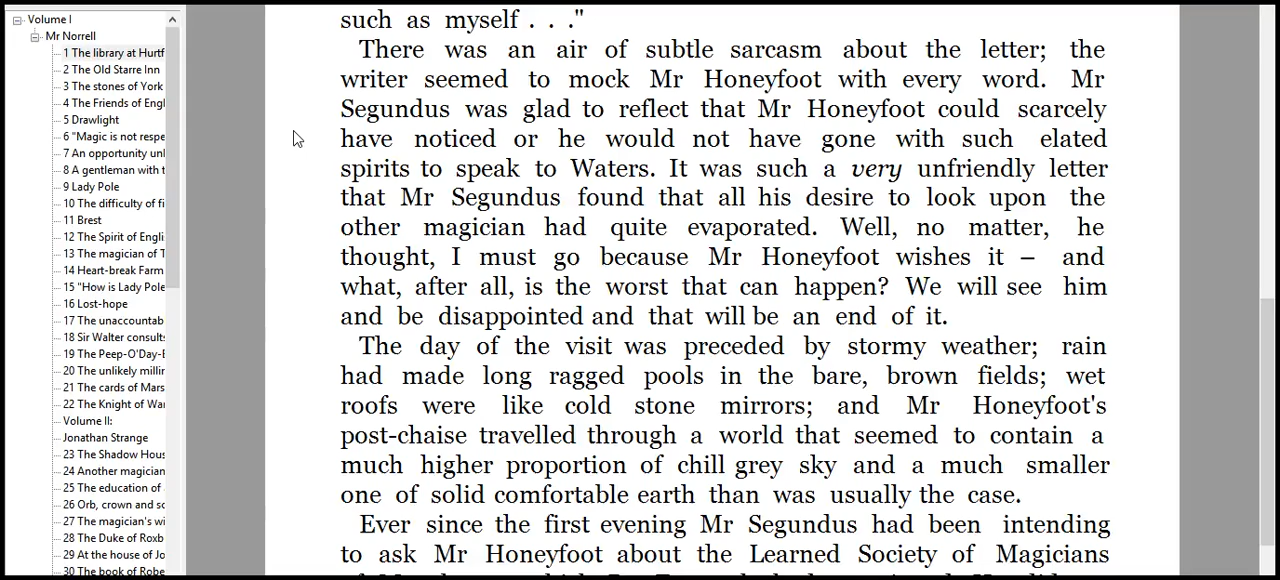 Volume I
Mr Norrell
1 The library at Hurtf
2 The Old Starre Inn
3 The stones of York
4 The Friends of Engl
5 Drawlight
6 "Magic is not respe
7 An opportunity unl
8 A gentleman with t
9 Lady Pole
10 The difficulty of fi
11 Brest
12 The Spirit of Engli
13 The magician of T
14 Heart-break Farm
15 "How is Lady Pole
16 Lost-hope
17 The unaccountab
18 Sir Walter consult
19 The Peep-O'Day-B
20 The unlikely millin
21 The cards of Mars
22 The Knight of Wan
Volume II:
Jonathan Strange
23 The Shadow Hous
24 Another magician
25 The education of
26 Orb, crown and sc
27 The magician's wi
28 The Duke of Roxb
29 At the house of Jo
30 The book of Robe
such as myself . . ."
There was an air of subtle sarcasm about the letter; the
writer seemed to mock Mr Honeyfoot with every word. Mr
Segundus was glad to reflect that Mr Honeyfoot could scarcely
have noticed or he would not have gone with such elated
spirits to speak to Waters. It was such a very unfriendly letter
that Mr Segundus found that all his desire to look upon the
other magician had quite evaporated. Well, no matter, he
thought, I must go because Mr Honeyfoot wishes it – and
what, after all, is the worst that can happen? We will see him
and be disappointed and that will be an end of it.
The day of the visit was preceded by stormy weather; rain
had made long ragged pools in the bare, brown fields; wet
roofs were like cold stone mirrors; and Mr Honeyfoot's
post-chaise travelled through a world that seemed to contain a
much higher proportion of chill grey sky and a much smaller
one of solid comfortable earth than was usually the case.
Ever since the first evening Mr Segundus had been intending
to ask Mr Honeyfoot about the Learned Society of Magicians